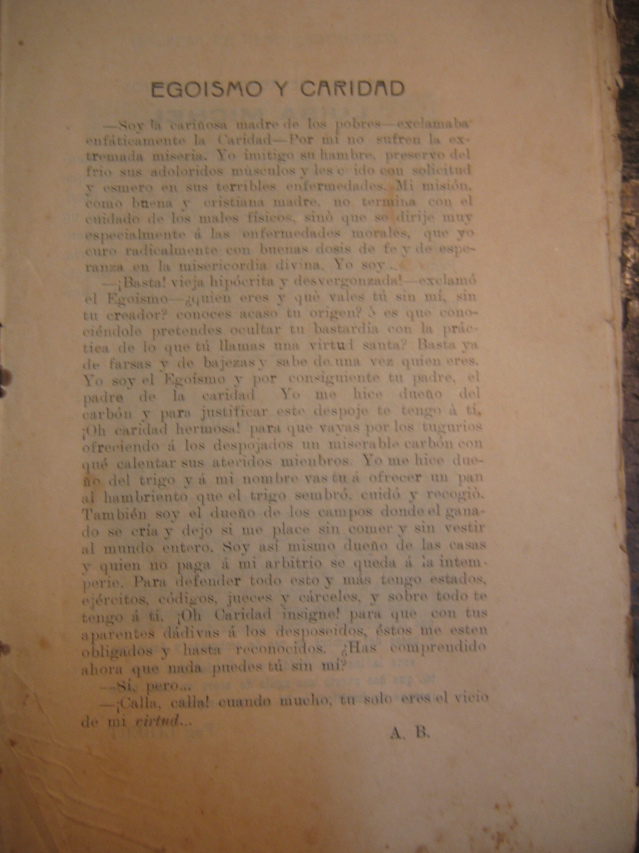 EGOISMO Y CARIDAD
—Soy la cariñosa madre de los pobres—exclamaba
enfáticamente la Caridad—Por mi no sufren la ex-
tremada miseria. Yo mitigo su hambre, preservo del
frio sus adoloridos músculos y les c ido con solicitud
y esmero en sus terribles enfermedades. Mi misión,
como buena y cristiana madre, no termina con el
cuidado de los males físicos, sinó que se dirije muy
especialmente á las enfermedades morales, que yo
curo radicalmente con buenas dosis de fe y de espe-
ranza en la misericordia divina. Yo soy...
—¡Basta! vieja hipócrita y desvergonzada!—exclamó
el Egoismo—¿quien eres y qué vales tú sin mí, sin
tu creador? conoces acaso tu origen? ó es que cono-
ciéndole pretendes ocultar tu bastardia con la prác-
tica de lo que tú llamas una virtud santa? Basta ya
de farsas y de bajezas y sabe de una vez quien eres.
Yo soy el Egoismo y por consiguiente tu padre, el
padre de la caridad Yo me hice dueño del
carbón y para justificar este despojo te tengo á tí,
¡Oh caridad hermosa! para que vayas por los tugurios
ofreciendo á los despojados un miserable carbón con
qué calentar sus ateridos mienbros. Yo me hice due-
ño del trigo y á mi nombre vas tu á ofrecer un pan
al hambriento que el trigo sembró, cuidó y recogió.
También soy el dueño de los campos donde el gana-
do se cría y dejo si me place sin comer y sin vestir
al mundo entero. Soy asi mismo dueño de las casas
y quien no paga á mi arbitrio se queda á la intem-
perie. Para defender todo esto y más tengo estados,
ejércitos, códigos, jueces y cárceles, y sobre todo te
tengo á tí. ¡Oh Caridad insigne! para que con tus
aparentes dádivas á los desposeidos, éstos me esten
obligados y hasta reconocidos. ¿Has comprendido
ahora que nada puedes tú sin mí?
—Sí, pero...
—¡Calla, calla! cuando mucho, tu solo eres el vicio
de mi virtud...
A. B.